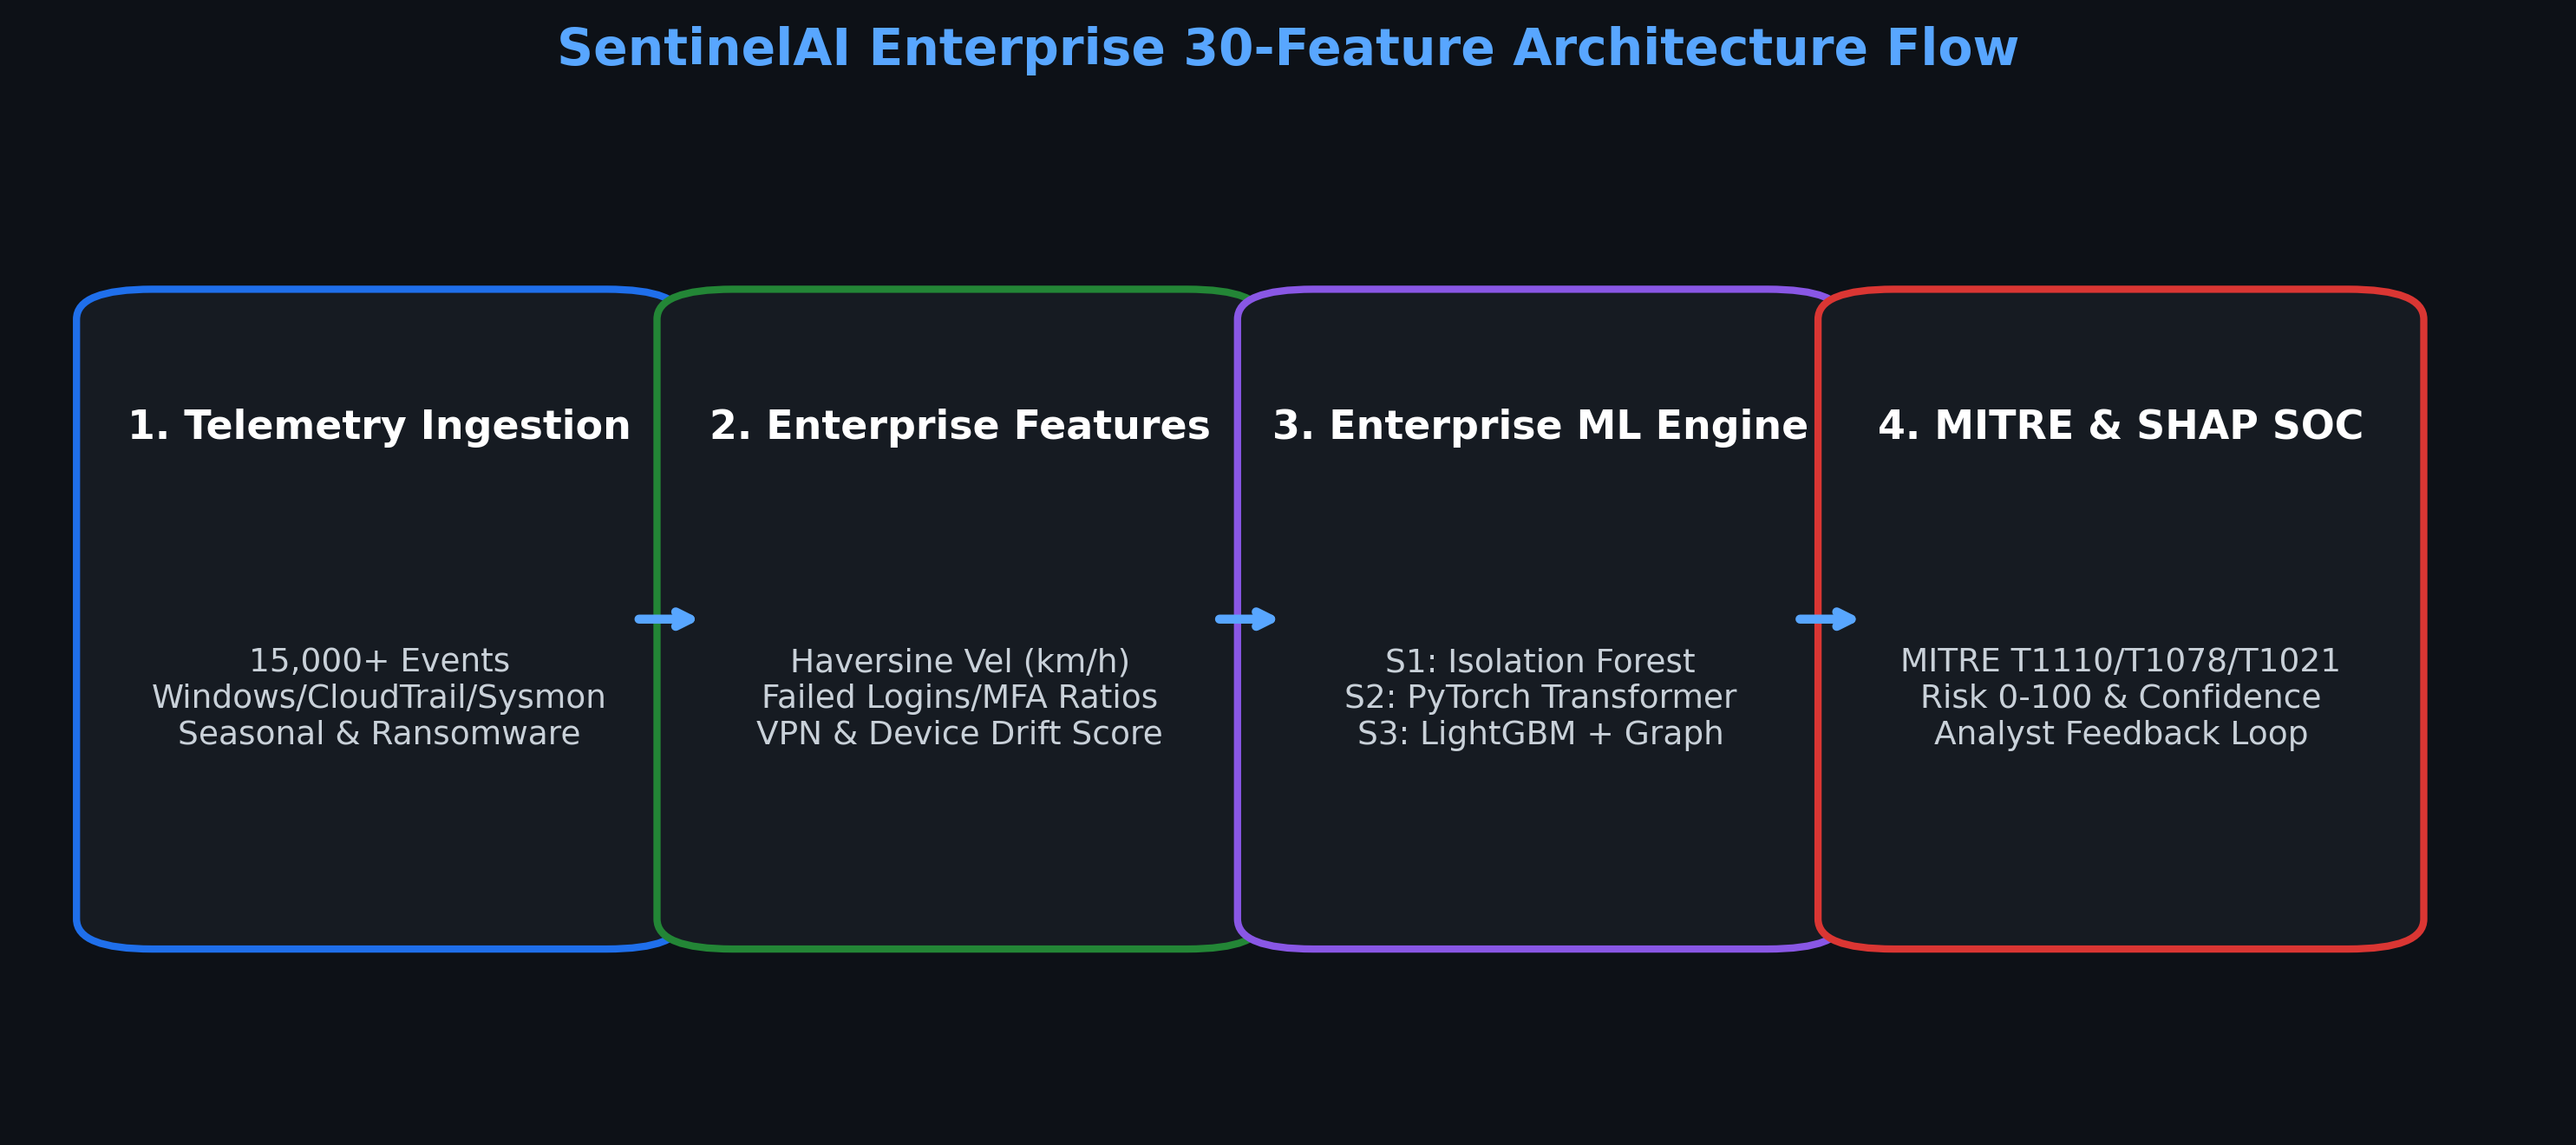 SentinelAI Enterprise 30-Feature Architecture Flow
1. Telemetry Ingestion
15,000+ Events
Windows/CloudTrail/Sysmon
Seasonal & Ransomware
2. Enterprise Features
Haversine Vel (km/h)
Failed Logins/MFA Ratios
VPN & Device Drift Score
3. Enterprise ML Engine
S1: Isolation Forest
S2: PyTorch Transformer
S3: LightGBM + Graph
4. MITRE & SHAP SOC
MITRE T1110/T1078/T1021
Risk 0-100 & Confidence
Analyst Feedback Loop